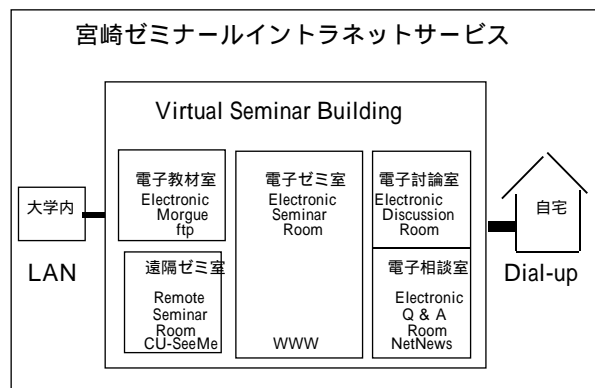 宮崎ゼミナールイントラネットサービス
Virtual Seminar Building
大学内
LAN
電子教材室
Electronic
Morgue
ftp
遠隔ゼミ室
Remote
Seminar
Room
CU-SeeMe
電子ゼミ室
Electronic
Seminar
Room
WWW
電子討論室
Electronic
Discussion
Room
電子相談室
Electronic
Q & A
Room
NetNews
自宅
Dial-up